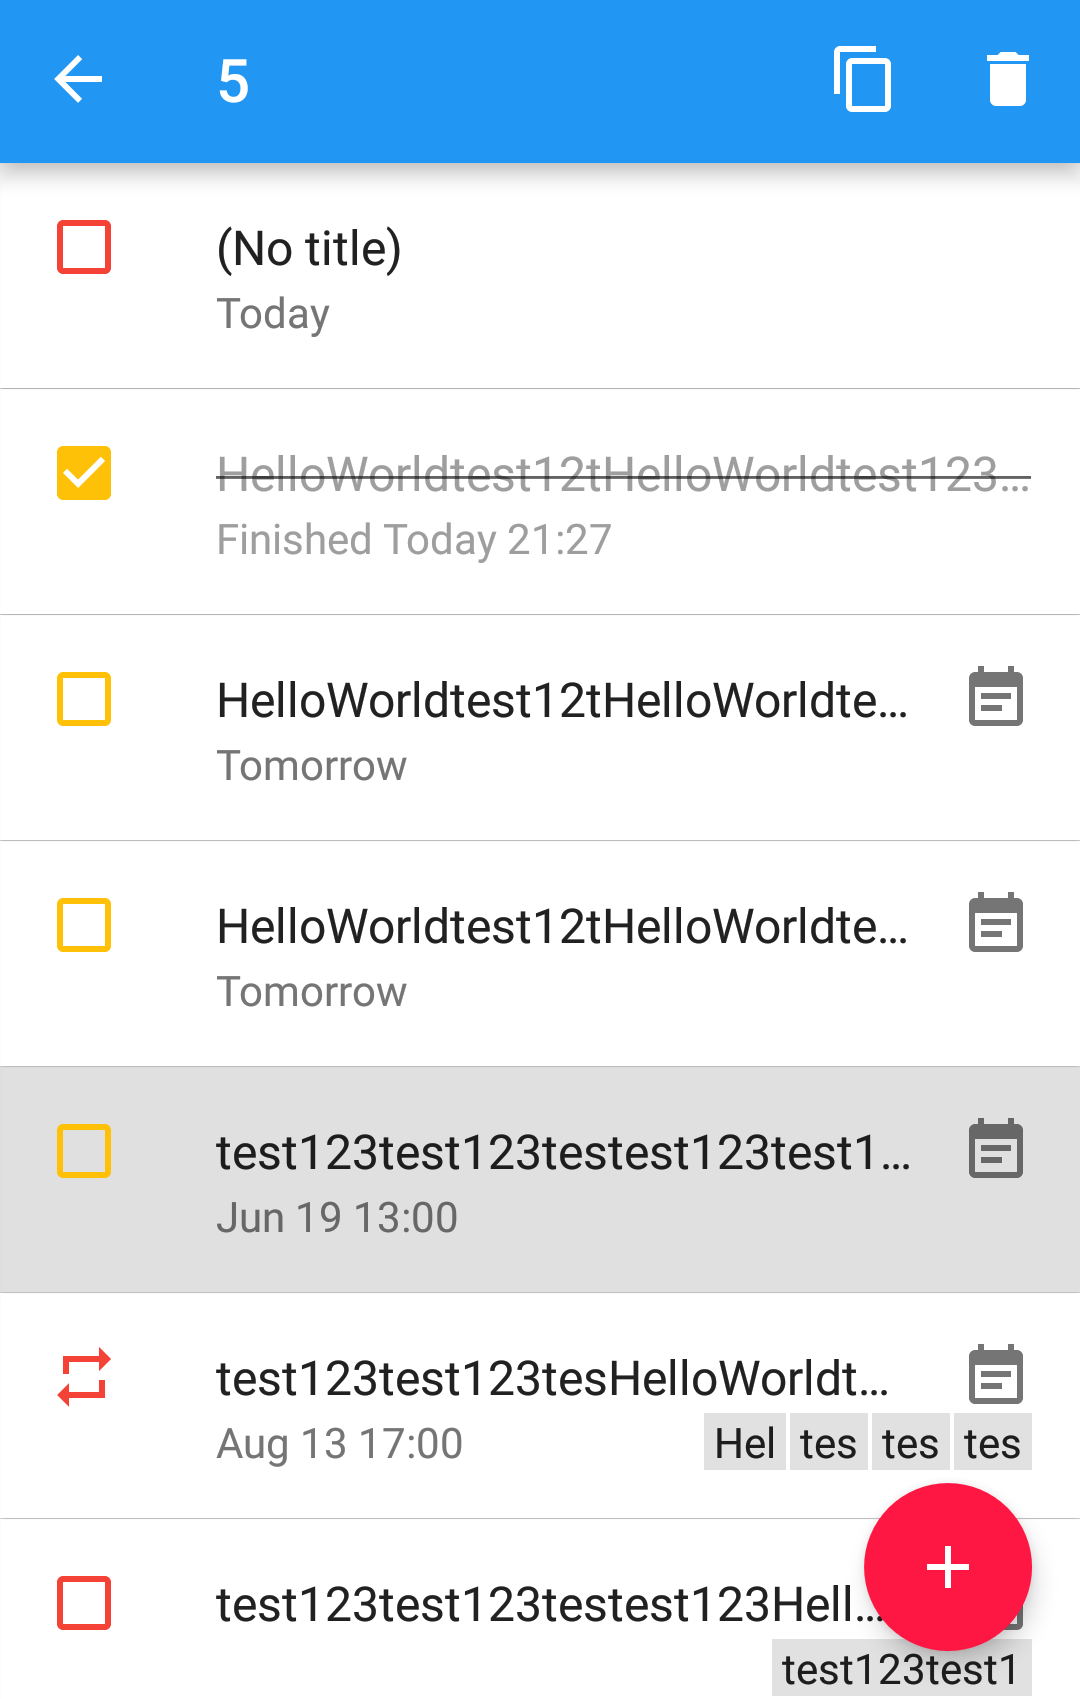 5
(No title)
Today
HelloWorldtest12tHelloWorldtest123...
Finished Today 21:27
HelloWorldtest12tHelloWorldte...
Tomorrow
HelloWorldtest12tHelloWorldte...
Tomorrow
test123test123testest123test1...
Jun 19 13:00
test123test123tesHelloWorldt...
Aug 13 17:00 Hel tes tes tes
test123test123testest123Hell...
test123test1